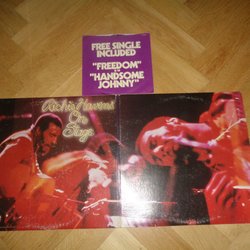 FREE SINGLE
INCLUDED
"FREEDOM"
"HANDSOME
JOHNNY"
Richie Havens
On
Stage